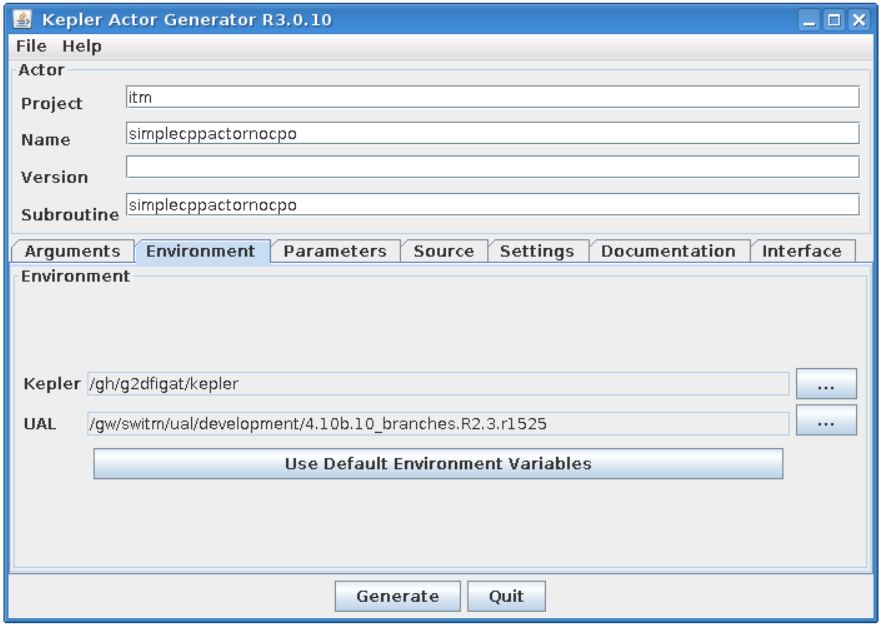 Kepler Actor Generator R3.0.10
File Help
Actor
Project itm
Name simplecppactornocpo
Version
Subroutine simplecppactornocpo
Arguments Environment Parameters Source Settings Documentation Interface
Environment
Kepler /gh/g2dfigat/kepler ...
UAL /gw/switm/ual/development/4.10b.10_branches.R2.3.r1525 ...
Use Default Environment Variables
Generate Quit